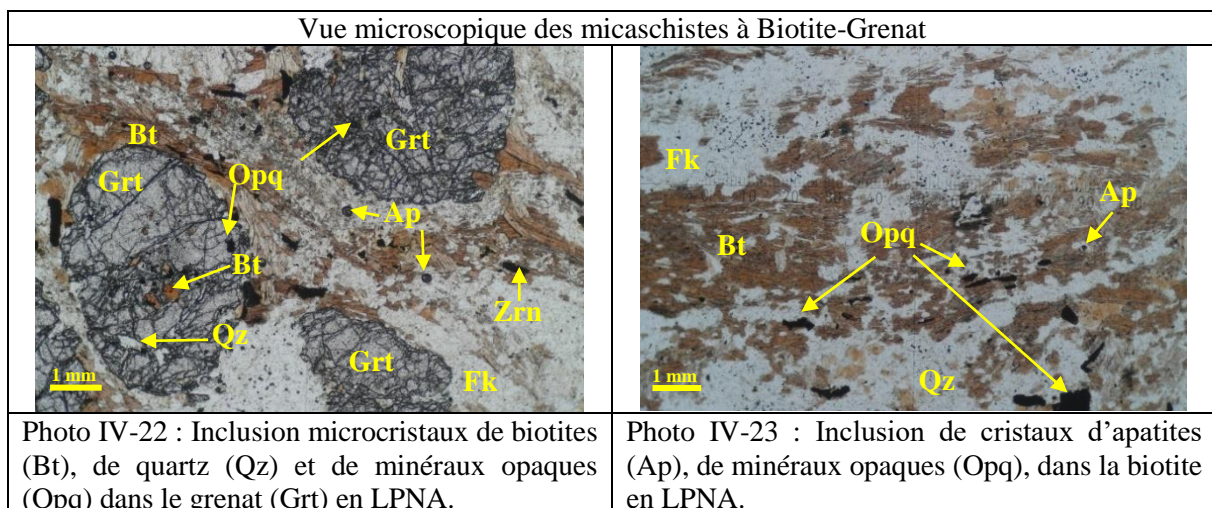 Vue microscopique des micaschistes à Biotite-Grenat
Bt
Grt
Grt
Opq
Ap
Bt
Zrn
Qz
Grt
Fk
1 mm
Fk
Ap
Opq
Bt
Qz
1 mm
Photo IV-22 : Inclusion microcristaux de biotites
(Bt), de quartz (Qz) et de minéraux opaques
(Opq) dans le grenat (Grt) en LPNA.
Photo IV-23 : Inclusion de cristaux d’apatites
(Ap), de minéraux opaques (Opq), dans la biotite
en LPNA.